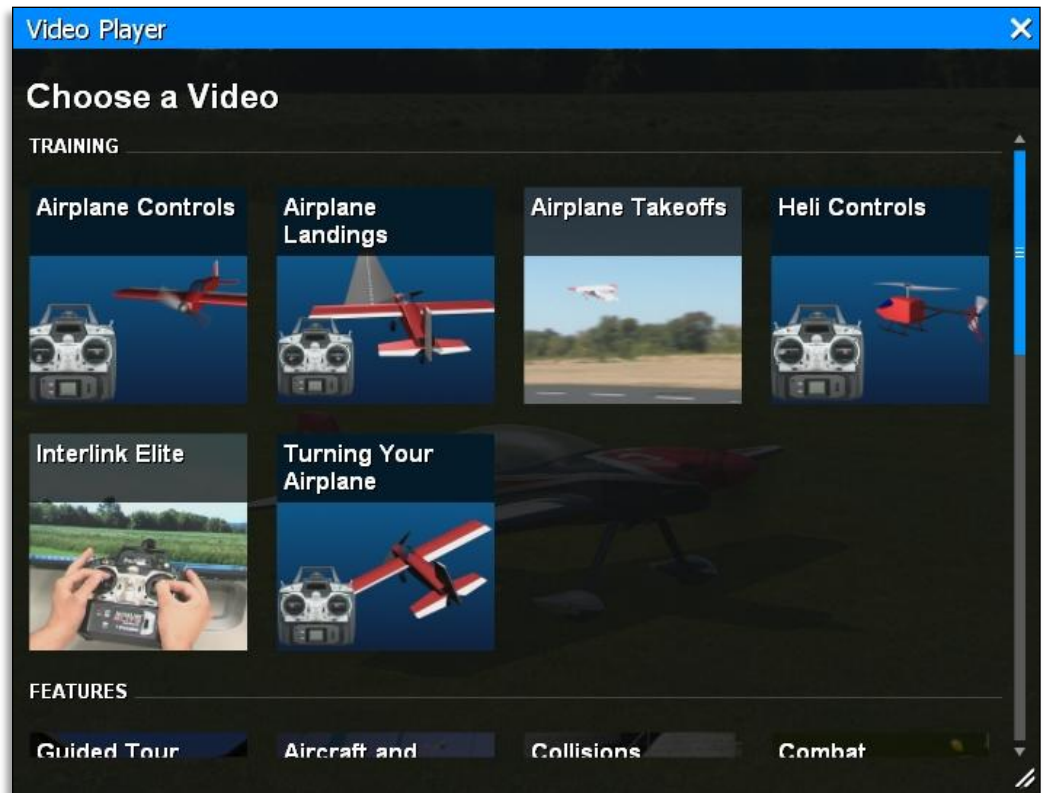 Video Player
Choose a Video
TRAINING
Airplane Controls
Airplane
Landings
Airplane Takeoffs
Heli Controls
Interlink Elite
Turning Your
Airplane
FEATURES
Guided Tour
Aircraft and
Collisions
Combat